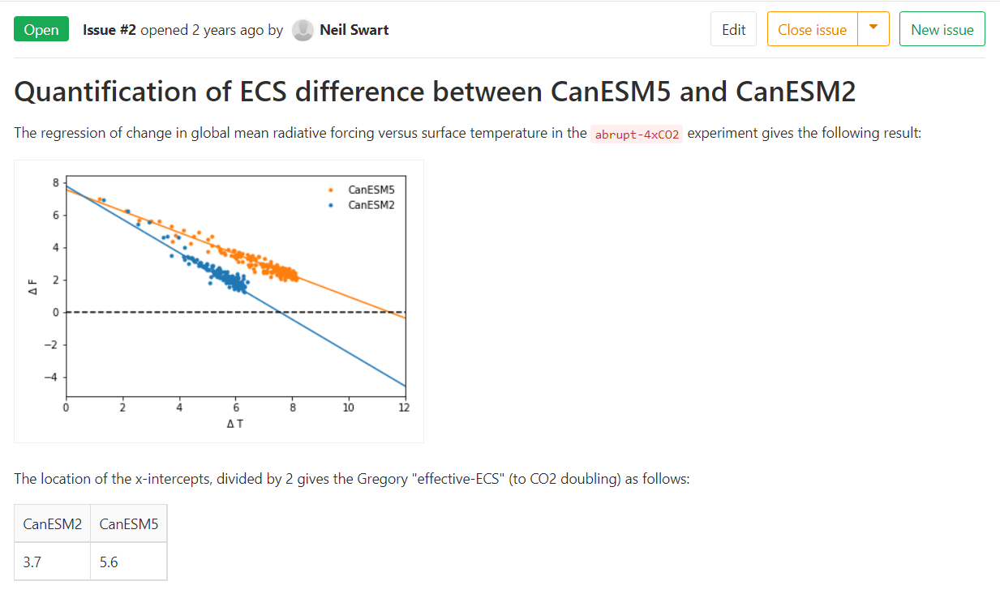 Open Issue #2 opened 2 years ago by Neil Swart Edit Close issue New issue
Quantification of ECS difference between CanESM5 and CanESM2
The regression of change in global mean radiative forcing versus surface temperature in the abrupt-4xCO2 experiment gives the following result:
8
6
4
2
0
−2
−4
Δ F
CanESM5
CanESM2
0 2 4 6 8 10 12
Δ T
The location of the x-intercepts, divided by 2 gives the Gregory "effective-ECS" (to CO2 doubling) as follows:
CanESM2 CanESM5
3.7 5.6